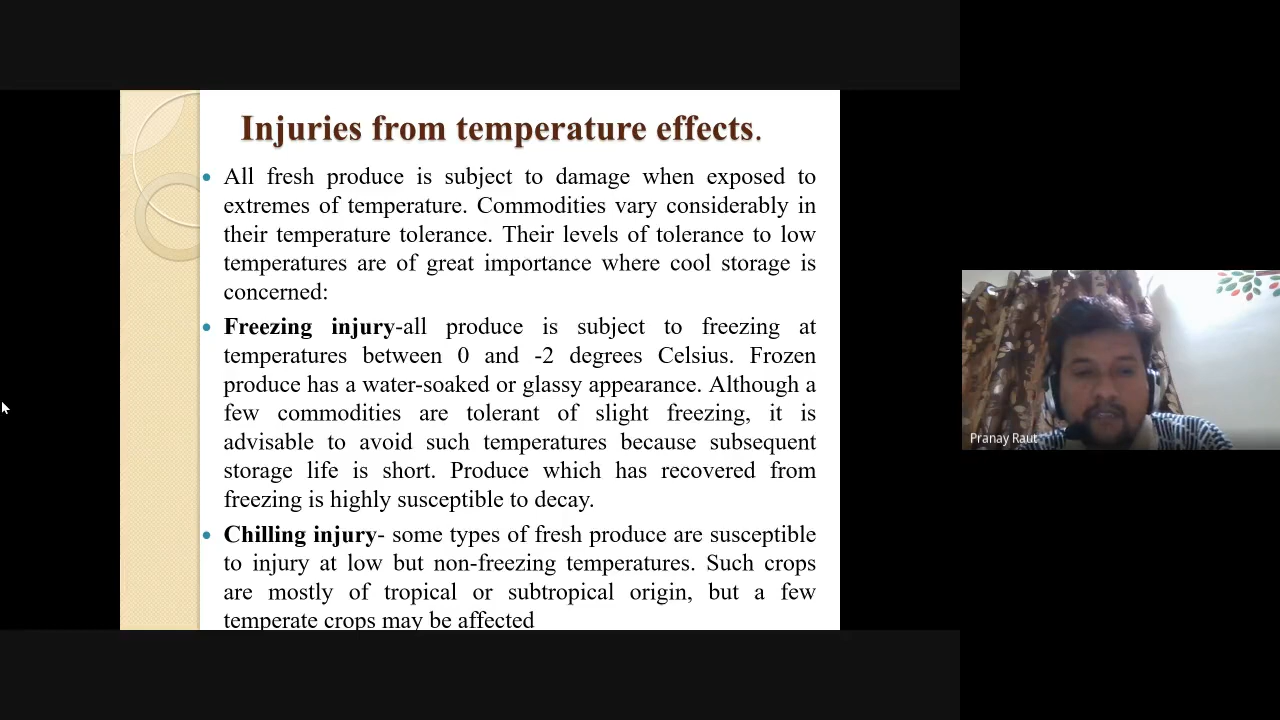 Injuries from temperature effects.
All fresh produce is subject to damage when exposed to
extremes of temperature. Commodities vary considerably in
their temperature tolerance. Their levels of tolerance to low
temperatures are of great importance where cool storage is
concerned:
Freezing injury-all produce is subject to freezing at
temperatures between 0 and -2 degrees Celsius. Frozen
produce has a water-soaked or glassy appearance. Although a
few commodities are tolerant of slight freezing, it is
advisable to avoid such temperatures because subsequent
storage life is short. Produce which has recovered from
freezing is highly susceptible to decay.
Chilling injury- some types of fresh produce are susceptible
to injury at low but non-freezing temperatures. Such crops
are mostly of tropical or subtropical origin, but a few
temperate crops may be affected
Pranay Raut